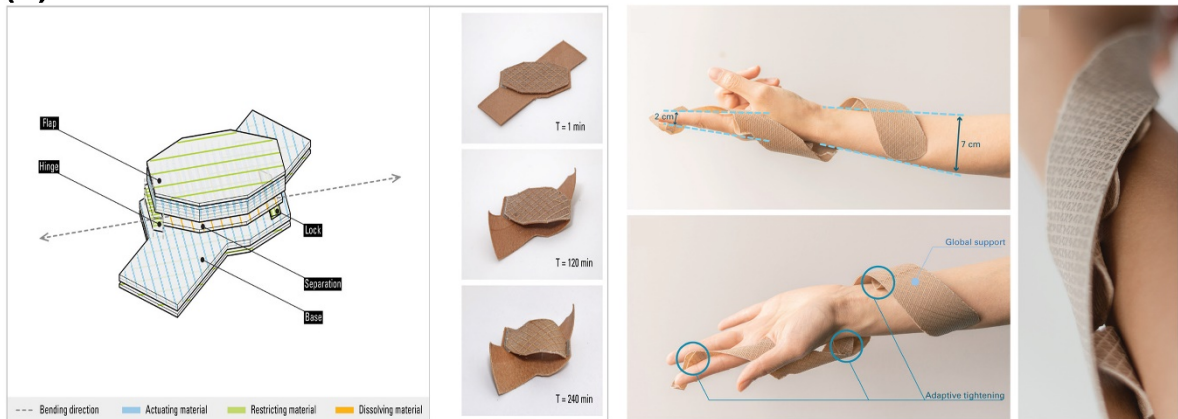 Flap
Hinge
Lock
Separation
Base
Bending direction
Actuating material
Restricting material
Dissolving material
T = 1 min
T = 120 min
T = 240 min
2 cm
7 cm
Global support
Adaptive tightening